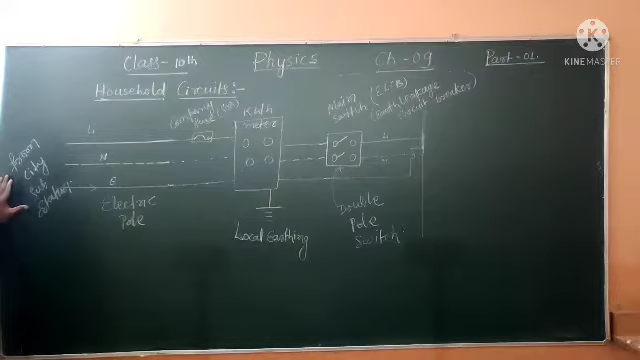 Class-10th Physics Ch-09 Part-01.
KINEMASTER
Household Circuits:-
Company
fuse
KWh
meter
Main
Switch
(ELCB)
(Earth Leakage
circuit breaker)
L
N
E
L
From
City
Sub
Station
Electric
Pole
Local Earthing
Double
Pole
Switch